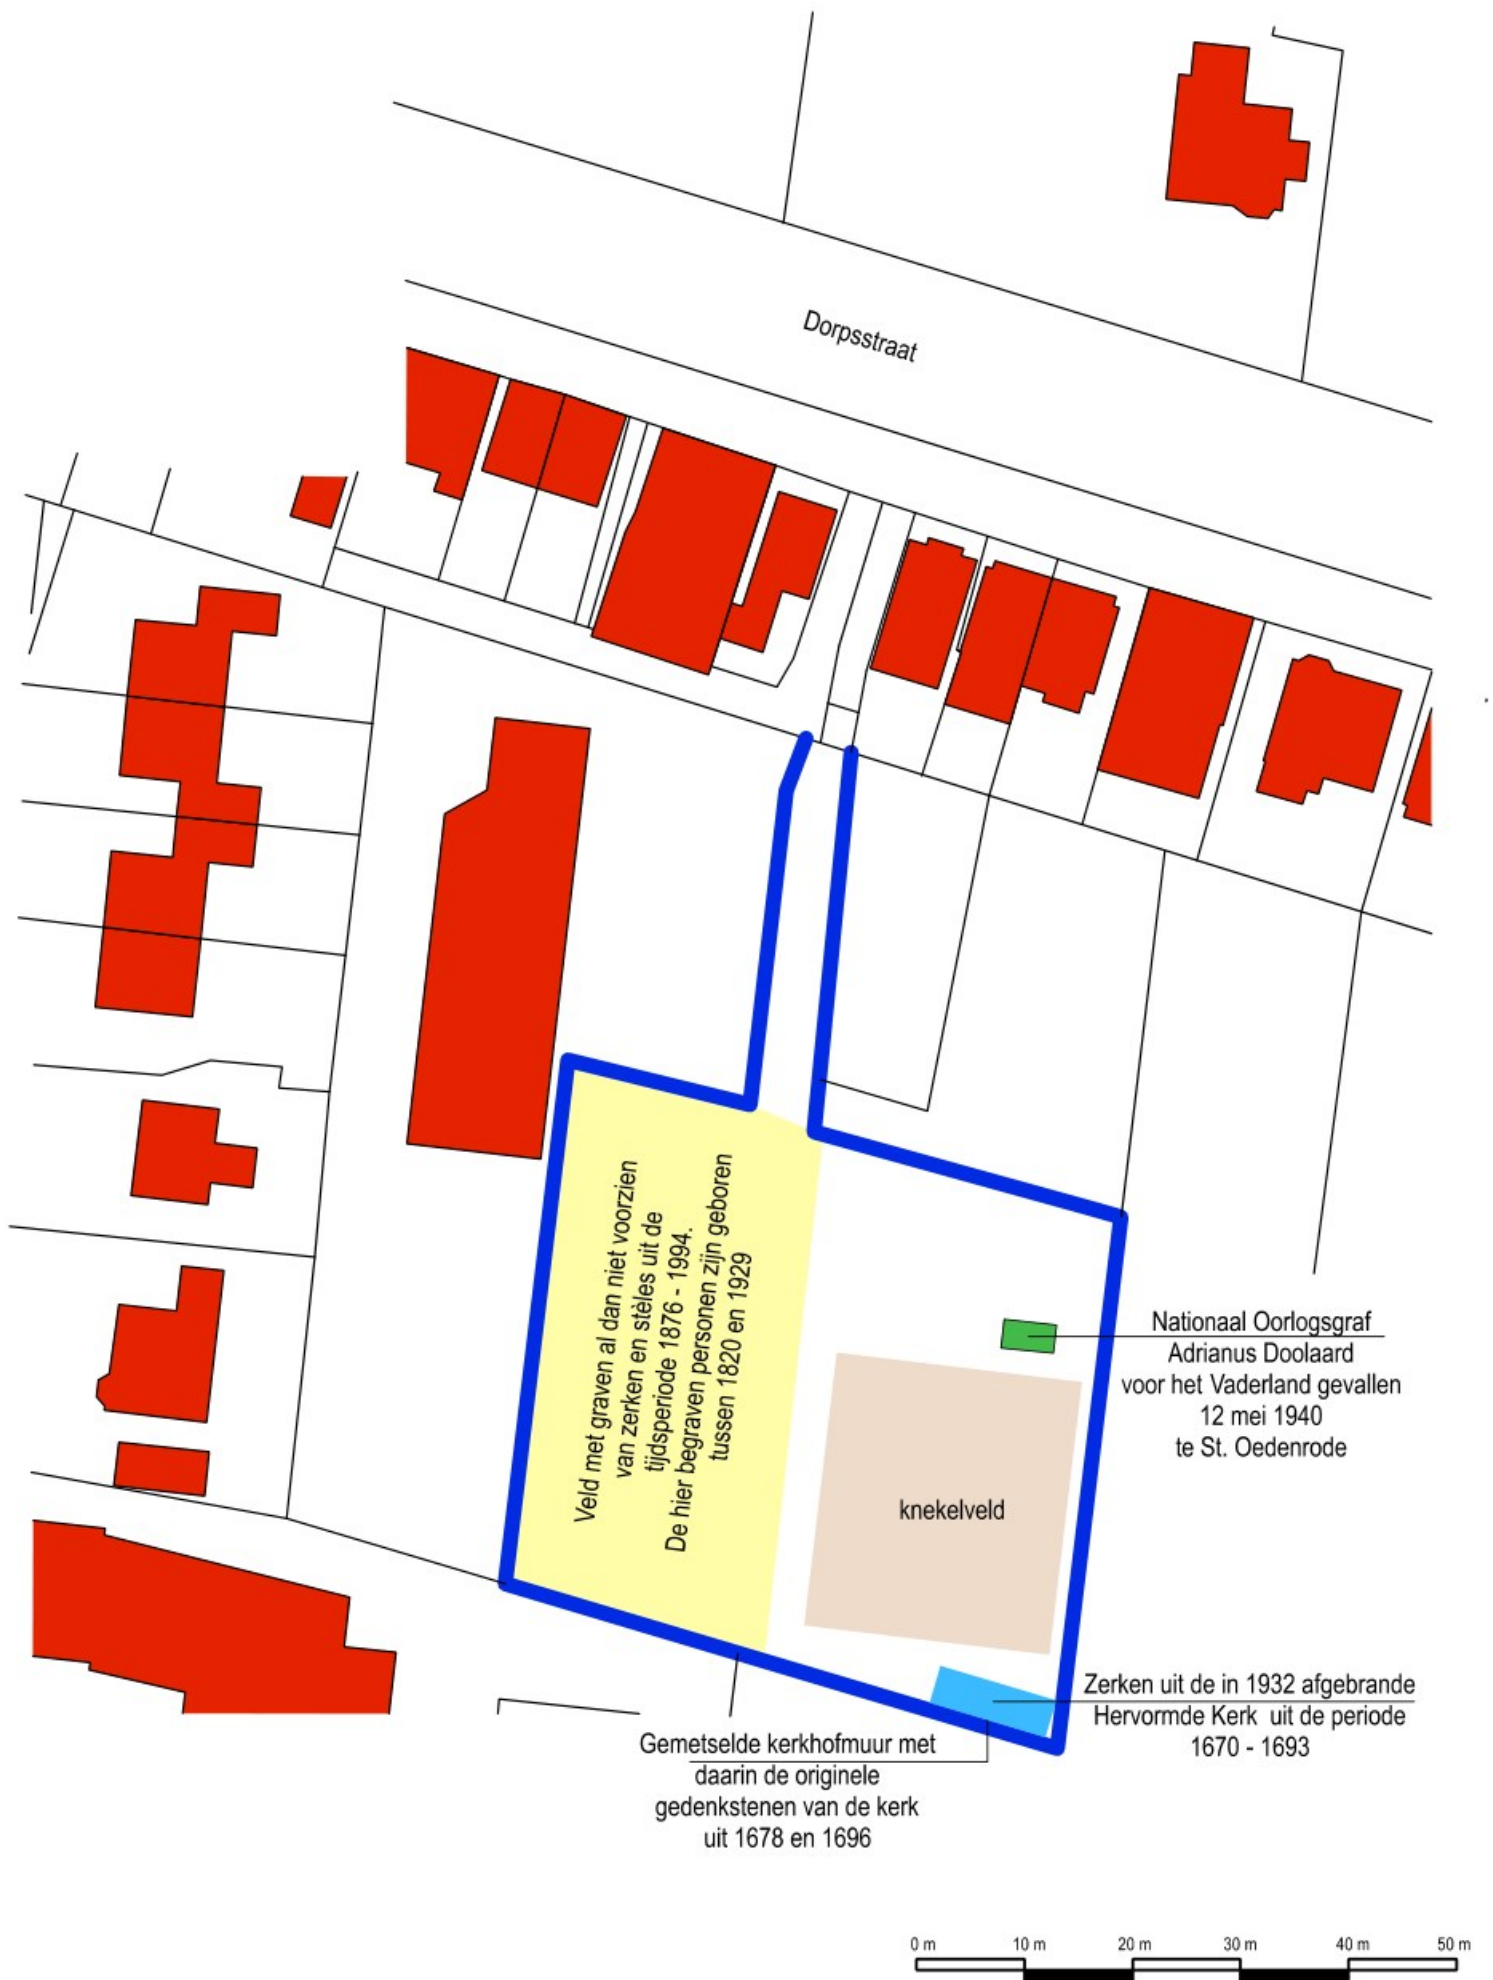 Dorpsstraat
Veld met graven al dan niet voorzien
van zerken en stèles uit de
tijdsperiode 1876 - 1994.
De hier begraven personen zijn geboren
tussen 1820 en 1929
Nationaal Oorlogsgraf
Adrianus Doolaard
voor het Vaderland gevallen
12 mei 1940
te St. Oedenrode
knekelveld
Zerken uit de in 1932 afgebrande
Hervormde Kerk uit de periode
1670 - 1693
Gemetselde kerkhofmuur met
daarin de originele
gedenkstenen van de kerk
uit 1678 en 1696
0 m 10 m 20 m 30 m 40 m 50 m